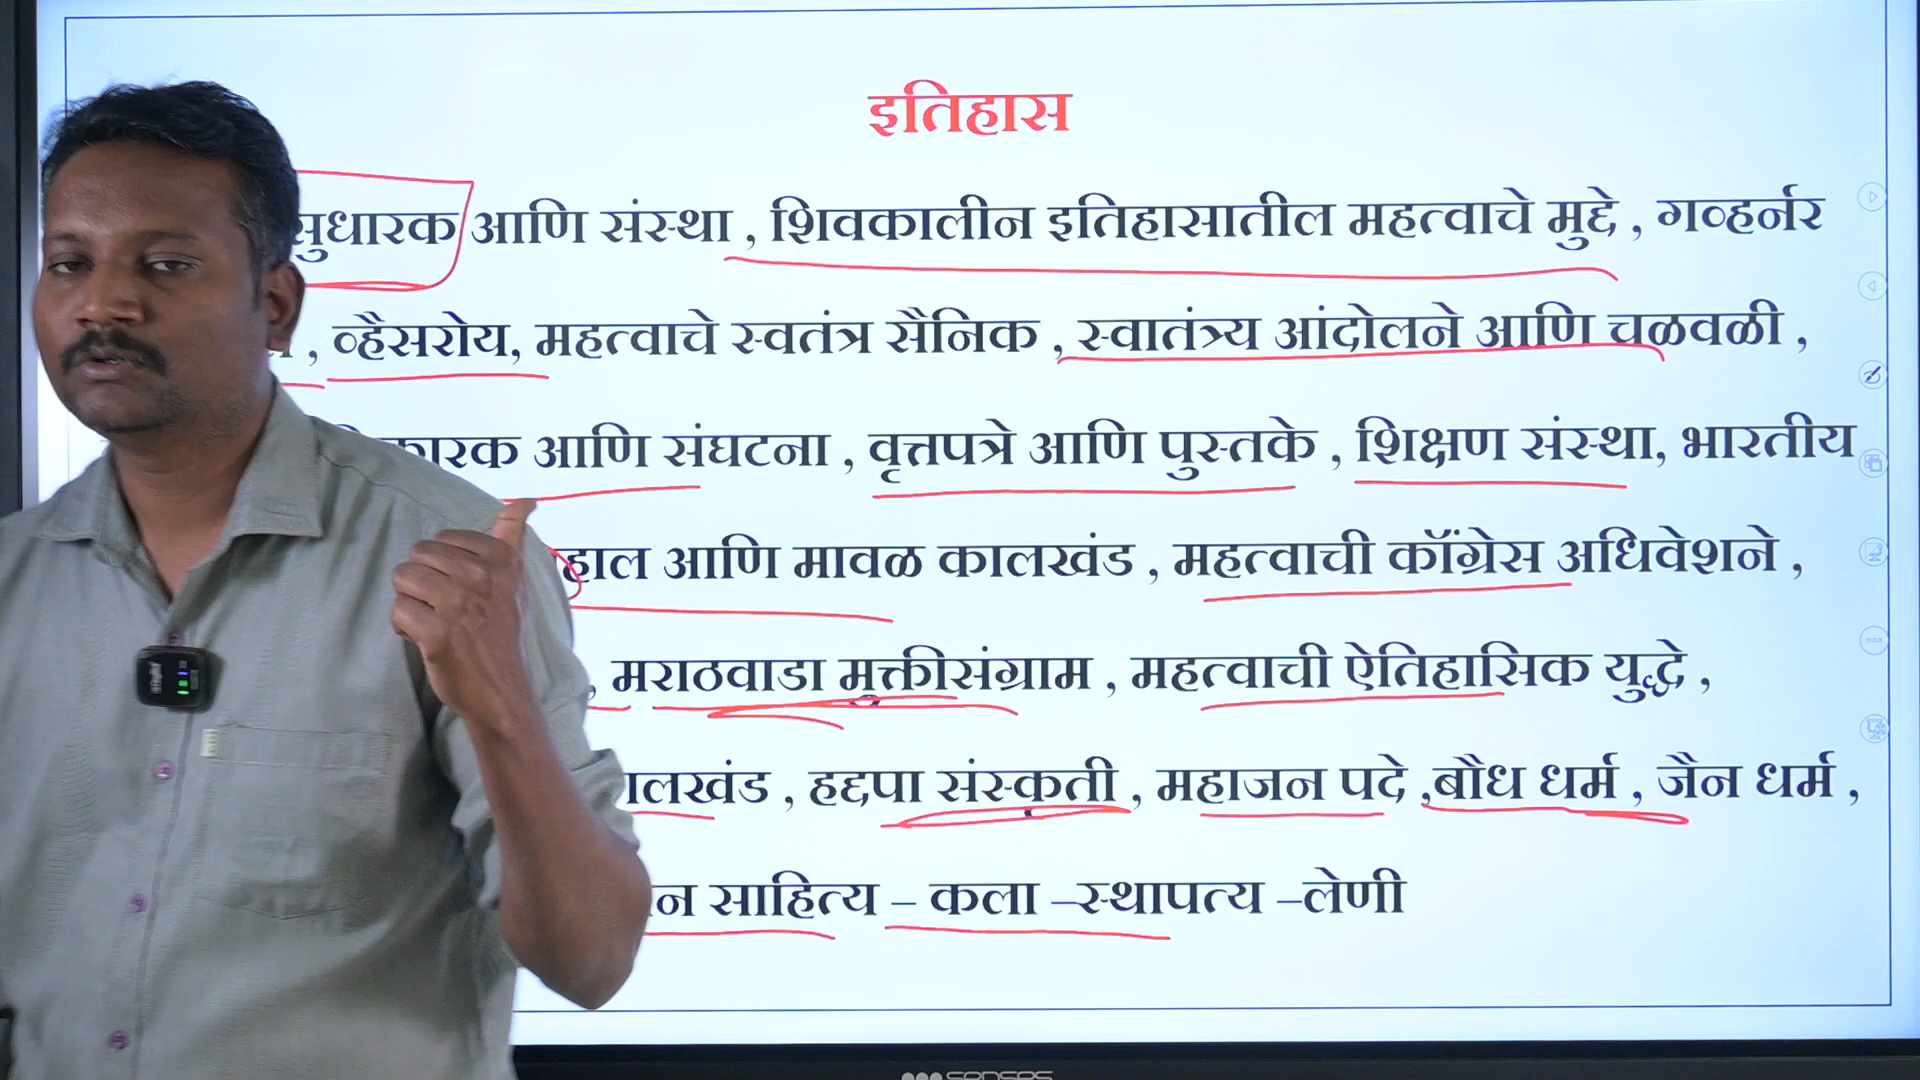 इतिहास
सुधारक आणि संस्था , शिवकालीन इतिहासातील महत्वाचे मुद्दे , गव्हर्नर
, व्हैसरोय, महत्वाचे स्वतंत्र सैनिक , स्वातंत्र्य आंदोलने आणि चळवळी ,
आणि संघटना , वृत्तपत्रे आणि पुस्तके , शिक्षण संस्था, भारतीय
हाल आणि मावळ कालखंड , महत्वाची काँग्रेस अधिवेशने ,
, मराठवाडा मुक्तीसंग्राम , महत्वाची ऐतिहासिक युद्धे ,
लखंड , हद्दपा संस्कृती , महाजन पदे ,बौध धर्म , जैन धर्म ,
न साहित्य – कला –स्थापत्य –लेणी